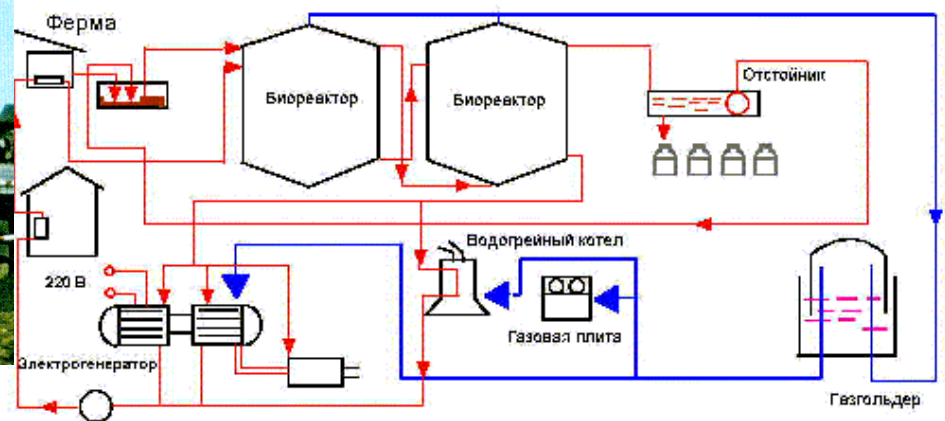 Ферма
Биореактор
Биореактор
Отстойник
Водогрейный котел
220 В
Газовая плита
Электрогенератор
Газгольдер